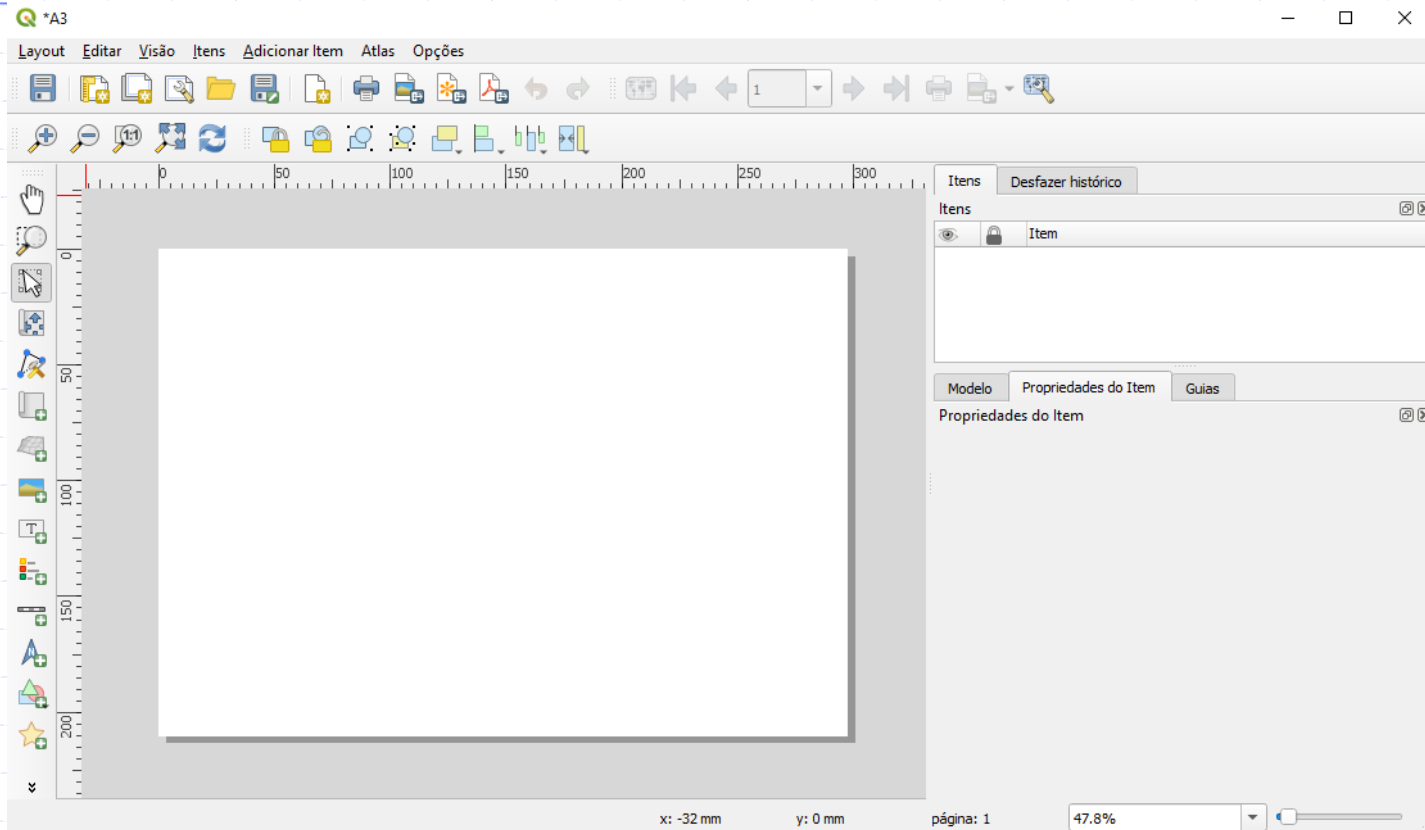 *A3
Layout Editar Visão Itens Adicionar Item Atlas Opções
1:1
1
0 50 100 150 200 250 300
Itens Desfazer histórico
Itens
Item
0
50
100
150
200
Modelo Propriedades do Item Guias
Propriedades do Item
T
N
x: -32 mm y: 0 mm página: 1 47.8%